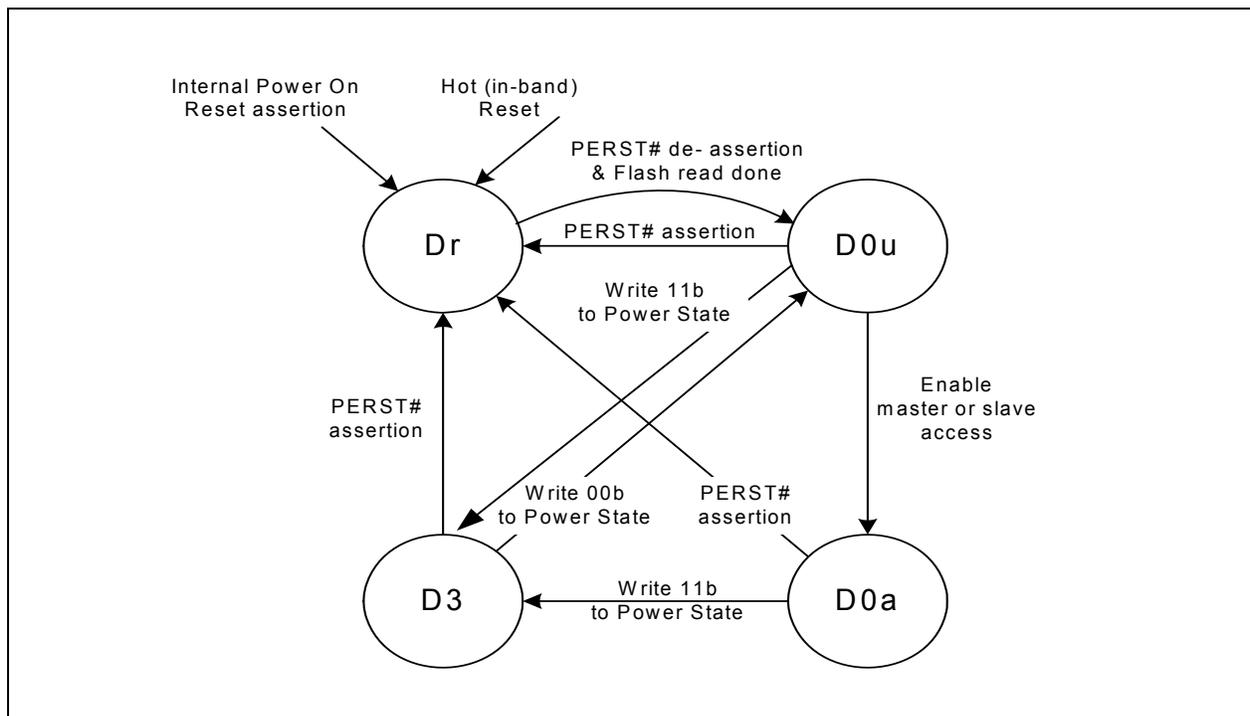 Internal Power On
Reset assertion
Hot (in-band)
Reset
PERST# de- assertion
& Flash read done
Dr
PERST# assertion
D0u
Write 11b
to Power State
PERST#
assertion
Enable
master or slave
access
Write 00b
to Power State
PERST#
assertion
D3
Write 11b
to Power State
D0a